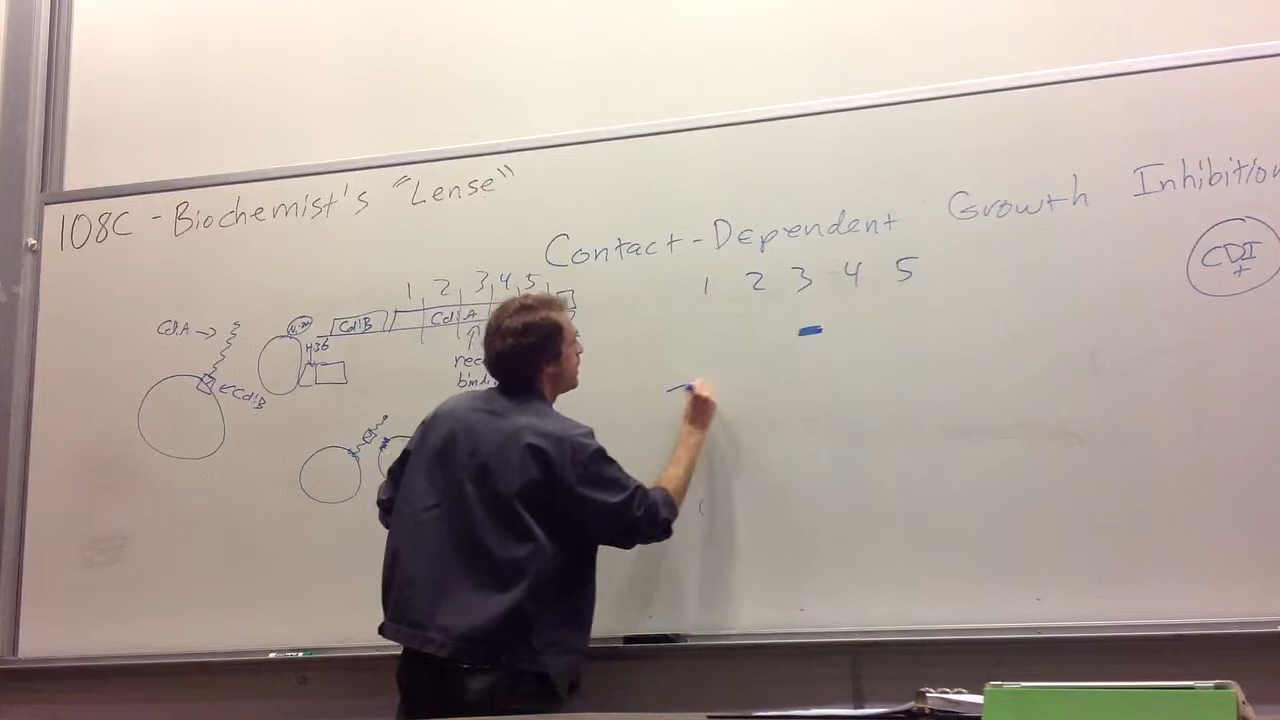 108C - Biochemist's "Lense"
Contact-Dependent Growth Inhibition
1 2 3 4 5
CDI
+
1 2 3 4 5
CdiB CdiA
CdiA →
H36
← CdiB